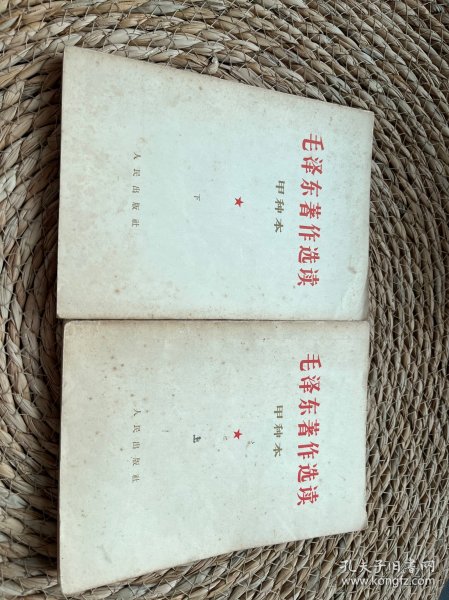 毛泽东著作选读
甲种本
★
下
人民出版社
毛泽东著作选读
甲种本
★
上
人民出版社
孔夫子旧书网
www.kongfz.com